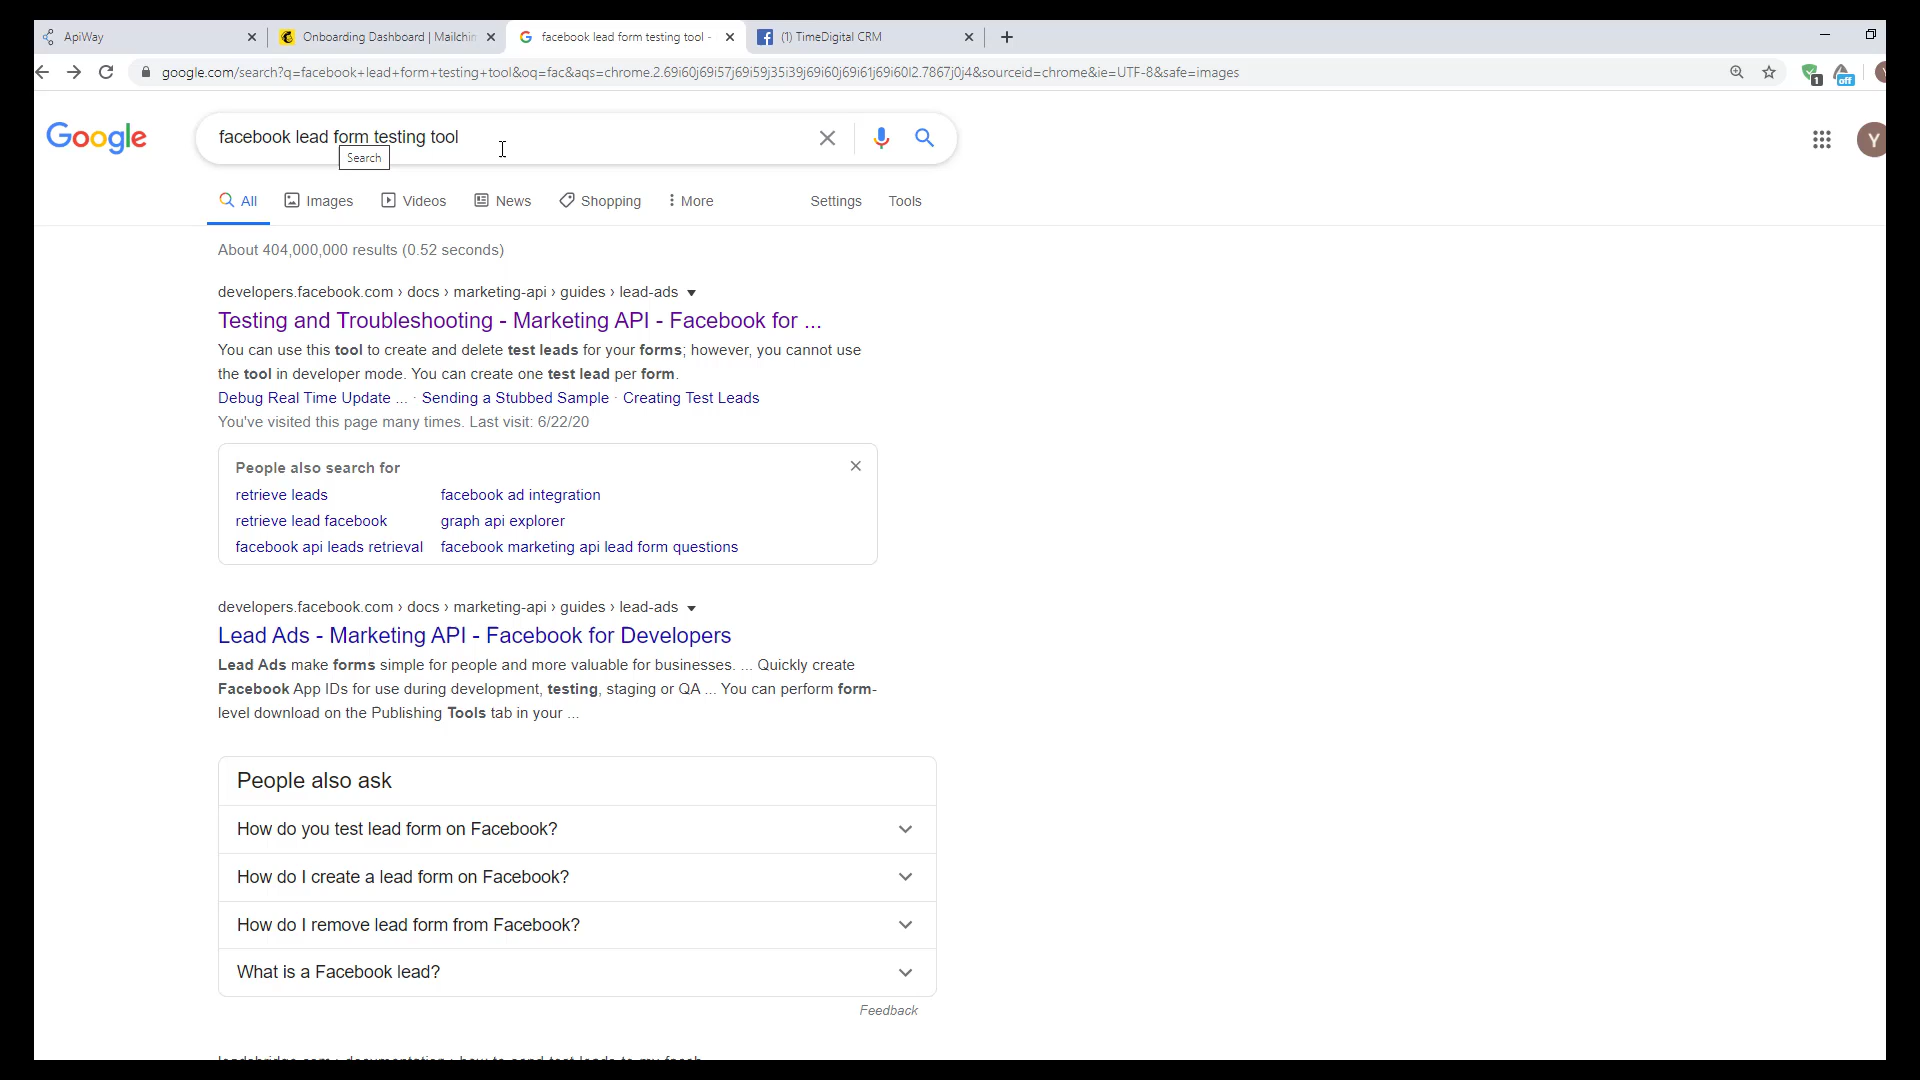 ApiWay
Onboarding Dashboard | Mailchim
facebook lead form testing tool -
(1) TimeDigital CRM
google.com/search?q=facebook+lead+form+testing+tool&oq=fac&aqs=chrome.2.69i60j69i57j69i59j35i39j69i60j69i61j69i60l2.7867j0j4&sourceid=chrome&ie=UTF-8&safe=images
1
off
Google
facebook lead form testing tool
Search
Y
All
Images
Videos
News
Shopping
More
Settings
Tools
About 404,000,000 results (0.52 seconds)
developers.facebook.com › docs › marketing-api › guides › lead-ads
Testing and Troubleshooting - Marketing API - Facebook for ...
You can use this tool to create and delete test leads for your forms; however, you cannot use
the tool in developer mode. You can create one test lead per form.
Debug Real Time Update ... · Sending a Stubbed Sample · Creating Test Leads
You've visited this page many times. Last visit: 6/22/20
People also search for
retrieve leads
facebook ad integration
retrieve lead facebook
graph api explorer
facebook api leads retrieval
facebook marketing api lead form questions
developers.facebook.com › docs › marketing-api › guides › lead-ads
Lead Ads - Marketing API - Facebook for Developers
Lead Ads make forms simple for people and more valuable for businesses. ... Quickly create
Facebook App IDs for use during development, testing, staging or QA ... You can perform form-
level download on the Publishing Tools tab in your ...
People also ask
How do you test lead form on Facebook?
How do I create a lead form on Facebook?
How do I remove lead form from Facebook?
What is a Facebook lead?
Feedback